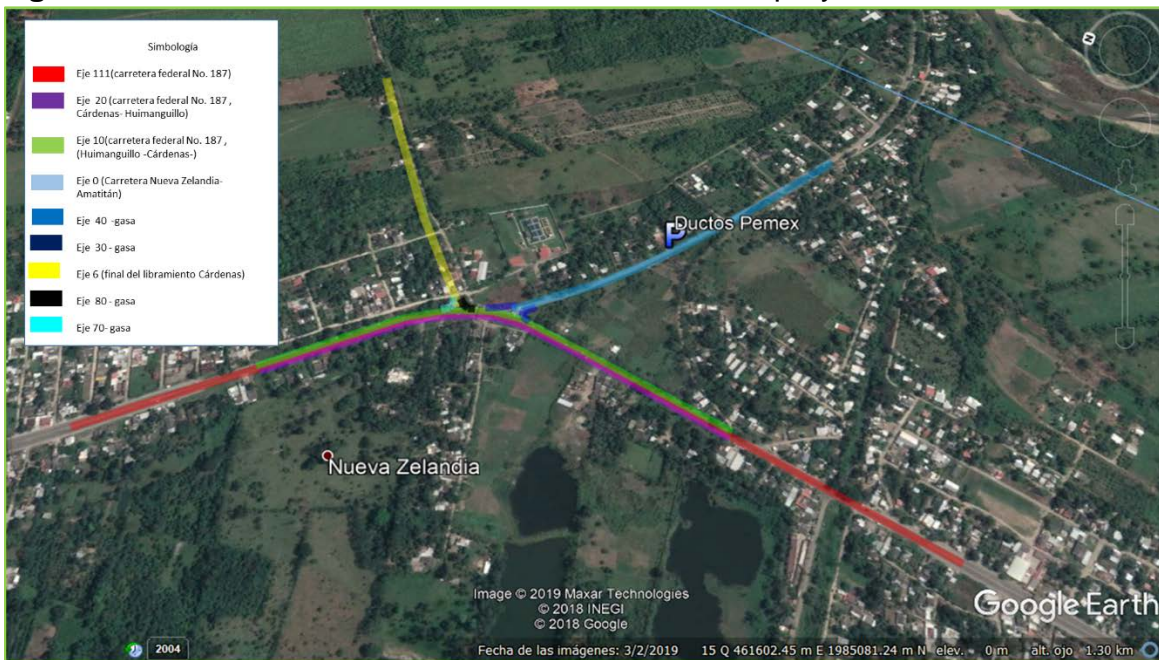 Simbología
Eje 111(carretera federal No. 187)
Eje 20 (carretera federal No. 187 ,
Cárdenas- Huimanguillo)
Eje 10(carretera federal No. 187 ,
(Huimanguillo -Cárdenas-)
Eje 0 (Carretera Nueva Zelandia-
Amatitán)
Eje 40 -gasa
Eje 30 - gasa
Eje 6 (final del libramiento Cárdenas)
Eje 80 - gasa
Eje 70- gasa
N
P
Ductos Pemex
Nueva Zelandia
Image © 2019 Maxar Technologies
© 2018 INEGI
© 2018 Google
Google Earth
2004
Fecha de las imágenes: 3/2/2019 15 Q 461602.45 m E 1985081.24 m N elev. 0 m alt. ojo 1.30 km